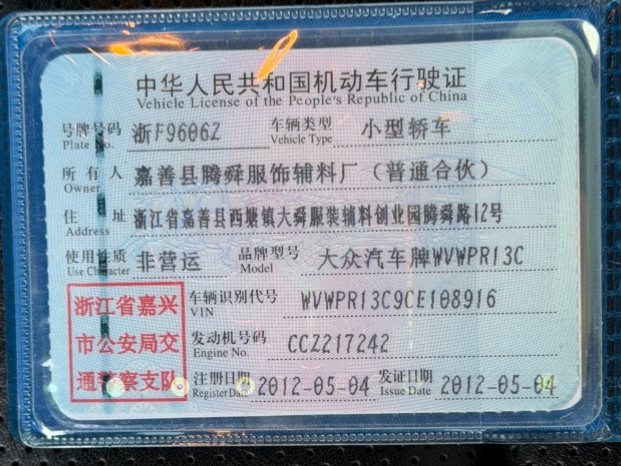 中华人民共和国机动车行驶证
Vehicle License of the People's Republic of China
号牌号码 浙F9606Z 车辆类型 小型轿车
Plate No. Vehicle Type
所有人 嘉善县腾舜服饰辅料厂（普通合伙）
Owner
住址 浙江省嘉善县西塘镇大舜服装辅料创业园腾舜路12号
Address
使用性质 非营运 品牌型号 大众汽车牌WVWPR13C
Use Character Model
浙江省嘉兴
市公安局交
通警察支队
车辆识别代号 WVWPR13C9CE108916
VIN
发动机号码 CCZ217242
Engine No.
注册日期 2012-05-04 发证日期 2012-05-04
Register Date Issue Date